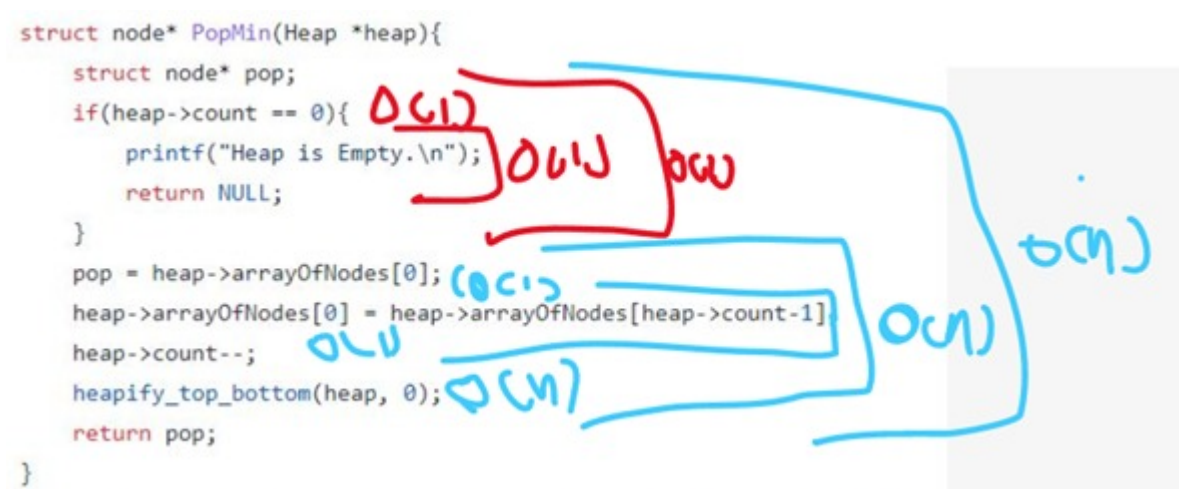 struct node* PopMin(Heap *heap){
struct node* pop;
if(heap->count == 0){ O(1)
printf("Heap is Empty.\n"); O(1) O(1)
return NULL;
}
pop = heap->arrayOfNodes[0]; O(1)
heap->arrayOfNodes[0] = heap->arrayOfNodes[heap->count-1] O(n) O(n)
heap->count--; O(1)
heapify_top_bottom(heap, 0); O(n)
return pop;
}